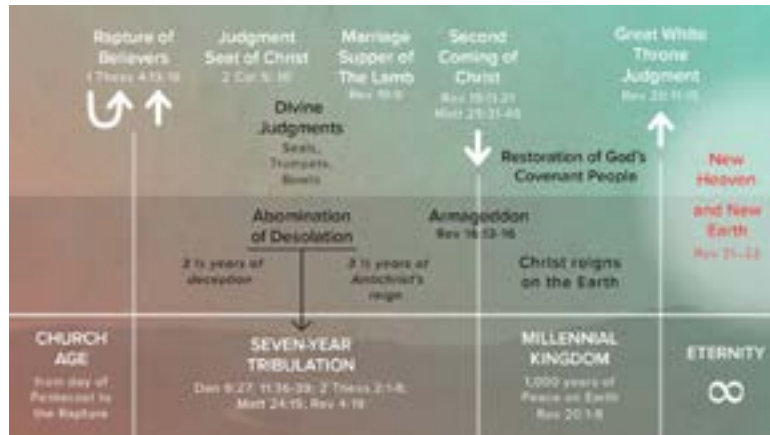 Rapture of
Believers
1 Thess 4:13-18
Judgment
Seat of Christ
2 Cor 5:10
Marriage
Supper of
The Lamb
Rev 19:9
Second
Coming of
Christ
Rev 19:11-21
Matt 25:31-46
Great White
Throne
Judgment
Rev 20:11-15
Divine
Judgments
Seals,
Trumpets,
Bowls
Restoration of God's
Covenant People
New
Heaven
and New
Earth
Rev 21-22
Abomination
of Desolation
Armageddon
Rev 16:13-16
3 ½ years of
deception
3 ½ years of
Antichrist's
reign
Christ reigns
on the Earth
CHURCH
AGE
from day of
Pentecost to
the Rapture
SEVEN-YEAR
TRIBULATION
Dan 9:27; 11:36-39; 2 Thess 2:1-8;
Matt 24:15; Rev 4-19
MILLENNIAL
KINGDOM
1,000 years of
Peace on Earth
Rev 20:1-8
ETERNITY
∞